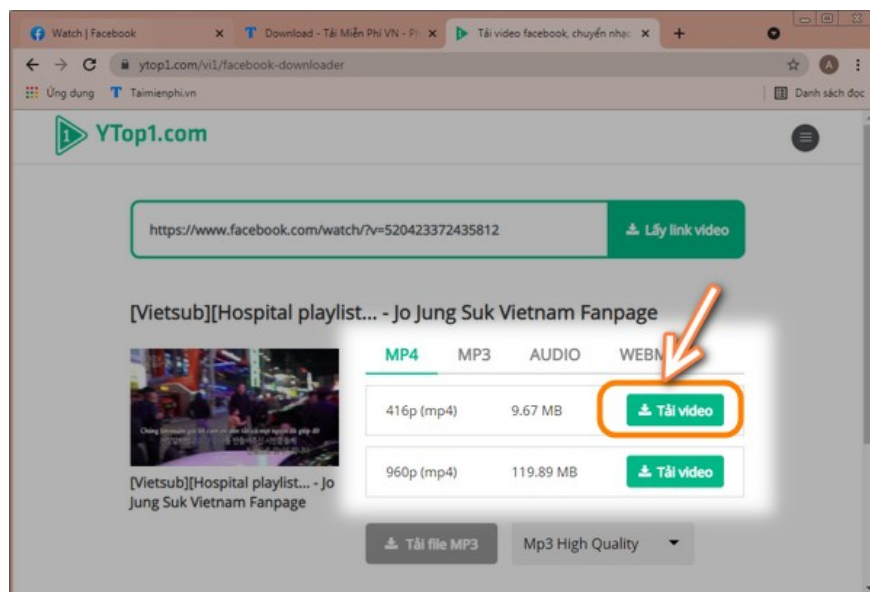 Watch | Facebook
Download - Tải Miễn Phí VN - Ph
Tải video facebook, chuyển nhạc
ytop1.com/vi1/facebook-downloader
A
Ứng dụng
Taimienphi.vn
Danh sách đọc
1
YTop1.com
https://www.facebook.com/watch/?v=520423372435812
Lấy link video
[Vietsub][Hospital playlist... - Jo Jung Suk Vietnam Fanpage
MP4 MP3 AUDIO WEBM
416p (mp4) 9.67 MB Tải video
960p (mp4) 119.89 MB Tải video
[Vietsub][Hospital playlist... - Jo
Jung Suk Vietnam Fanpage
Tải file MP3
Mp3 High Quality